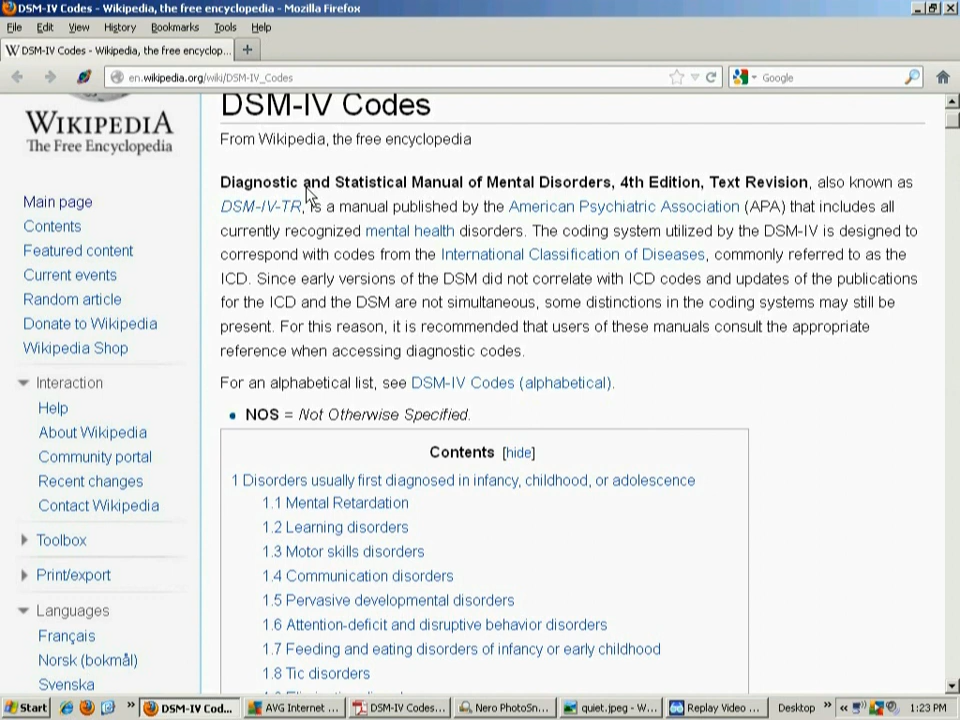 DSM-IV Codes - Wikipedia, the free encyclopedia - Mozilla Firefox
File Edit View History Bookmarks Tools Help
DSM-IV Codes - Wikipedia, the free encyclop...
en.wikipedia.org/wiki/DSM-IV_Codes
Google
WIKIPEDIA
The Free Encyclopedia
Main page
Contents
Featured content
Current events
Random article
Donate to Wikipedia
Wikipedia Shop
Interaction
Help
About Wikipedia
Community portal
Recent changes
Contact Wikipedia
Toolbox
Print/export
Languages
Français
Norsk (bokmål)
Svenska
DSM-IV Codes
From Wikipedia, the free encyclopedia
Diagnostic and Statistical Manual of Mental Disorders, 4th Edition, Text Revision, also known as
DSM-IV-TR, is a manual published by the American Psychiatric Association (APA) that includes all
currently recognized mental health disorders. The coding system utilized by the DSM-IV is designed to
correspond with codes from the International Classification of Diseases, commonly referred to as the
ICD. Since early versions of the DSM did not correlate with ICD codes and updates of the publications
for the ICD and the DSM are not simultaneous, some distinctions in the coding systems may still be
present. For this reason, it is recommended that users of these manuals consult the appropriate
reference when accessing diagnostic codes.
For an alphabetical list, see DSM-IV Codes (alphabetical).
• NOS = Not Otherwise Specified.
Contents [hide]
1 Disorders usually first diagnosed in infancy, childhood, or adolescence
1.1 Mental Retardation
1.2 Learning disorders
1.3 Motor skills disorders
1.4 Communication disorders
1.5 Pervasive developmental disorders
1.6 Attention-deficit and disruptive behavior disorders
1.7 Feeding and eating disorders of infancy or early childhood
1.8 Tic disorders
Start DSM-IV Cod... AVG Internet ... DSM-IV Codes... Nero PhotoSn... quiet.jpeg - W... Replay Video ... Desktop 1:23 PM